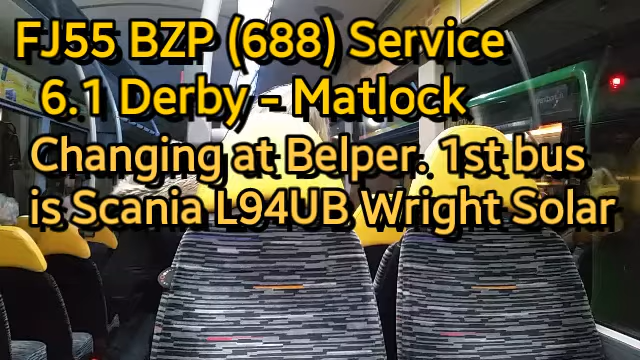 FJ55 BZP (688) Service
6.1 Derby - Matlock
Changing at Belper. 1st bus
is Scania L94UB Wright Solar